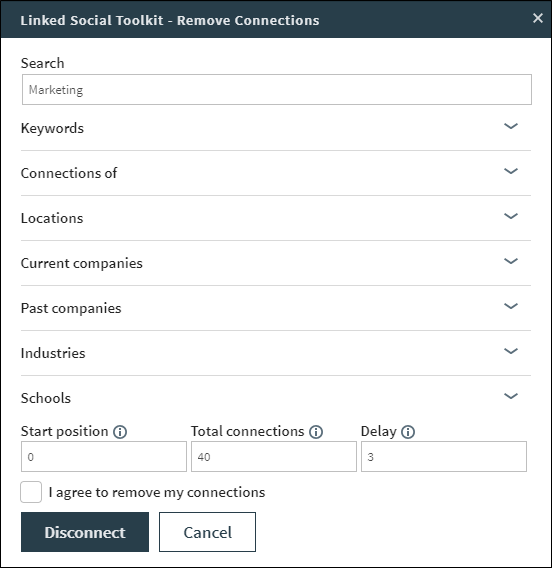 Linked Social Toolkit - Remove Connections
Search
Marketing
Keywords
Connections of
Locations
Current companies
Past companies
Industries
Schools
Start position Total connections Delay
0 40 3
I agree to remove my connections
Disconnect Cancel